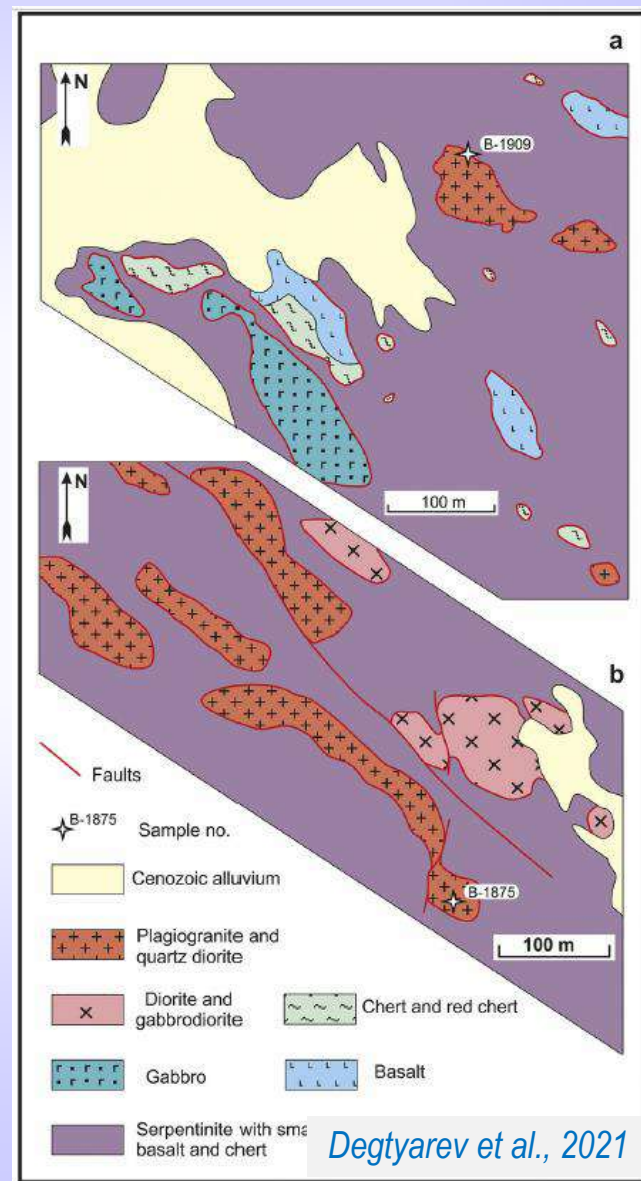 a
N
B-1909
100 m
N
b
B-1875
100 m
Faults
B-1875 Sample no.
Cenozoic alluvium
Plagiogranite and
quartz diorite
Diorite and
gabbrodiorite
Chert and red chert
Gabbro
Basalt
Serpentinite with
basalt and chert
Degtyarev et al., 2021